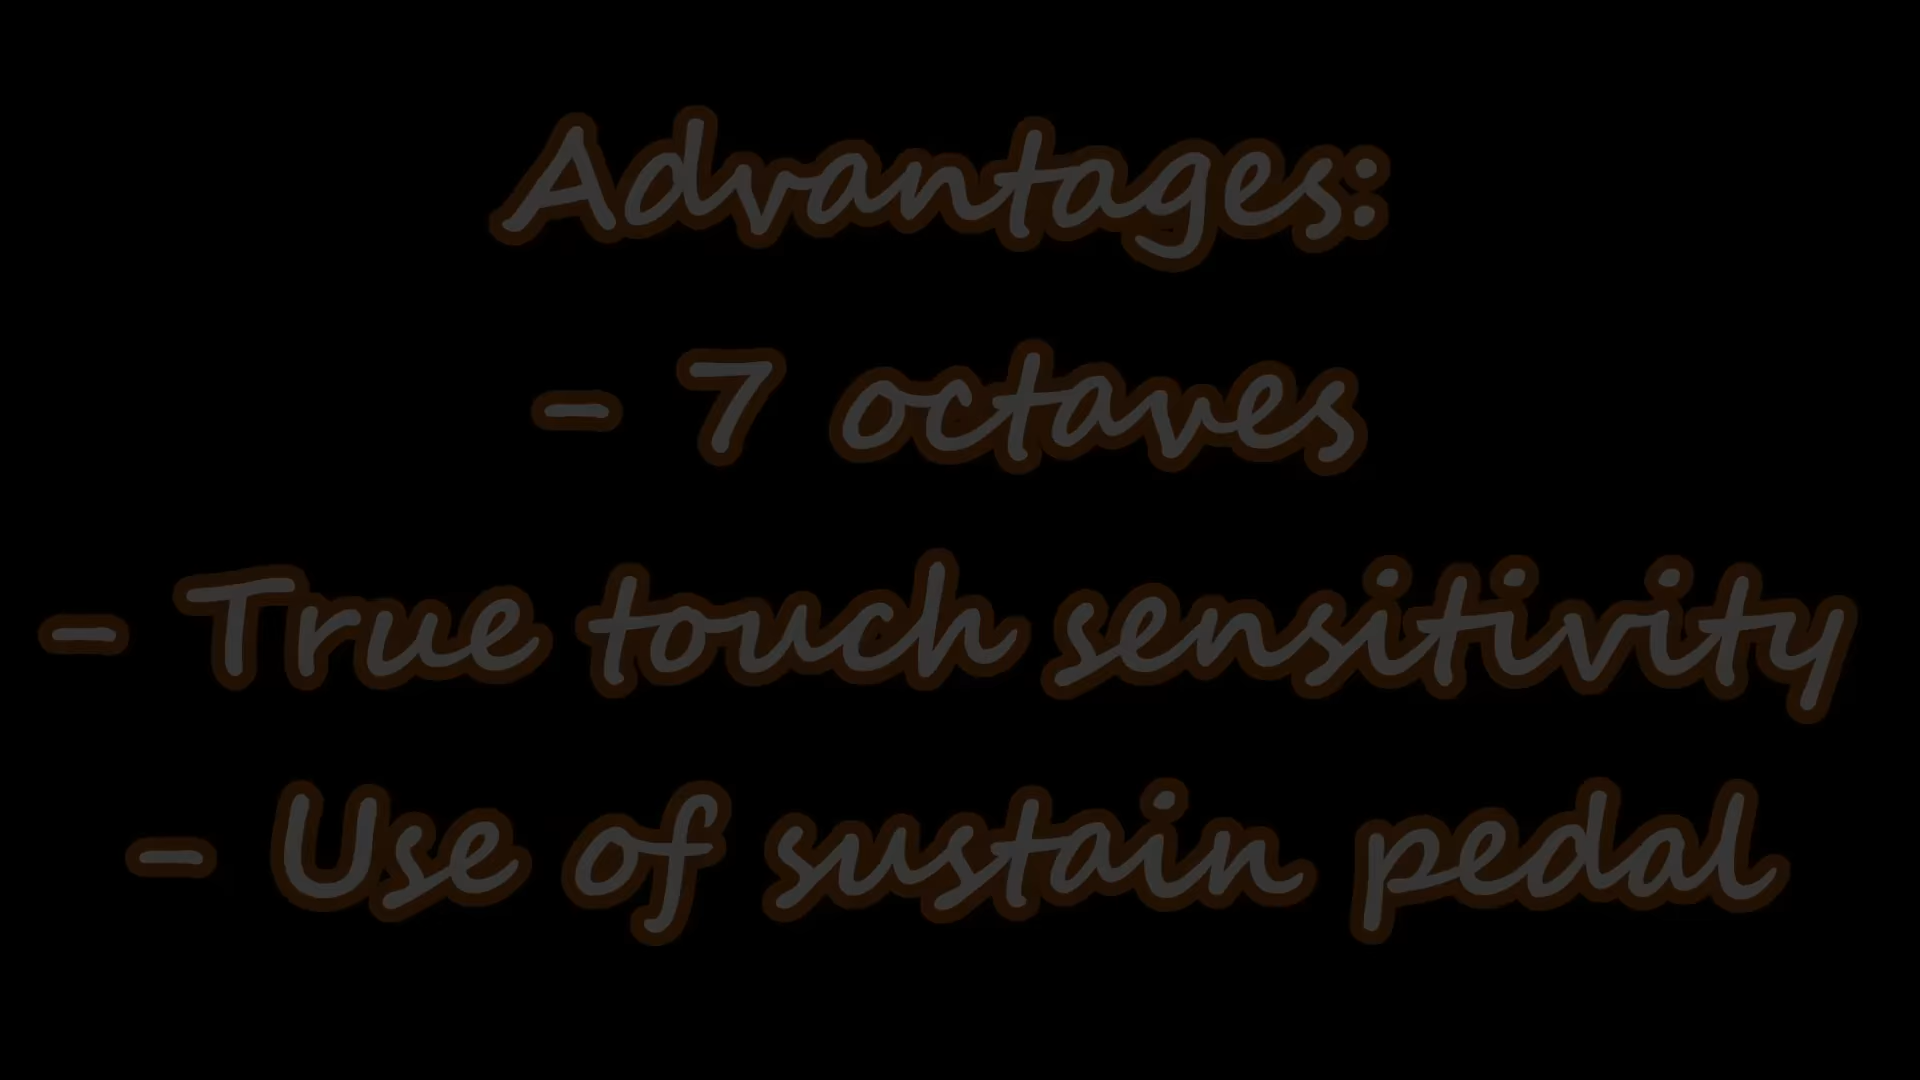 Advantages:
- 7 octaves
- True touch sensitivity
- Use of sustain pedal